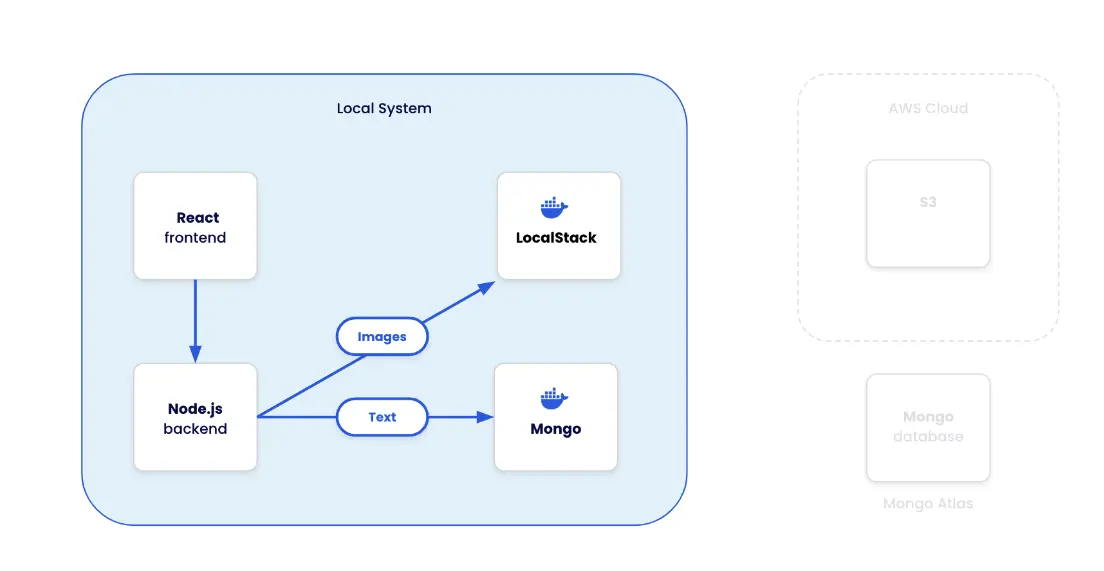 Local System
React
frontend
LocalStack
Images
Node.js
backend
Text
Mongo
AWS Cloud
S3
Mongo
database
Mongo Atlas